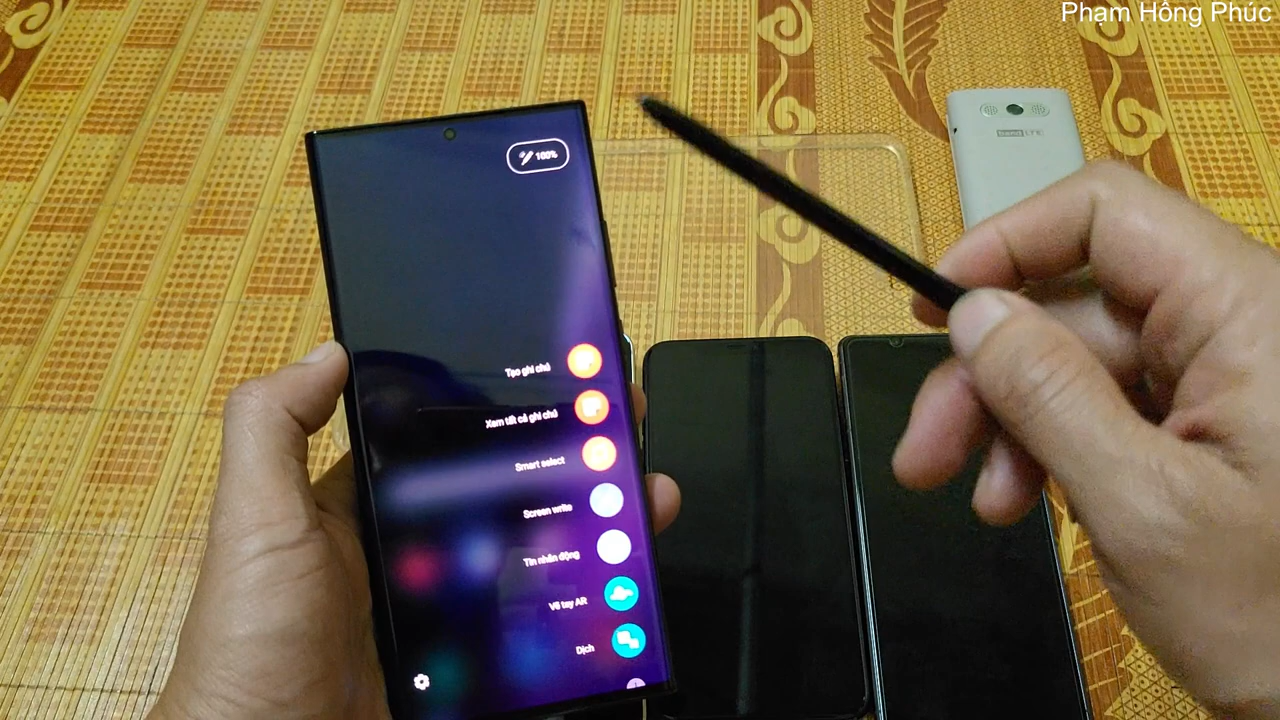 Phạm Hồng Phúc
100%
Tạo ghi chú
Xem tất cả ghi chú
Smart select
Screen write
Tin nhắn động
Vẽ tay AR
Dịch